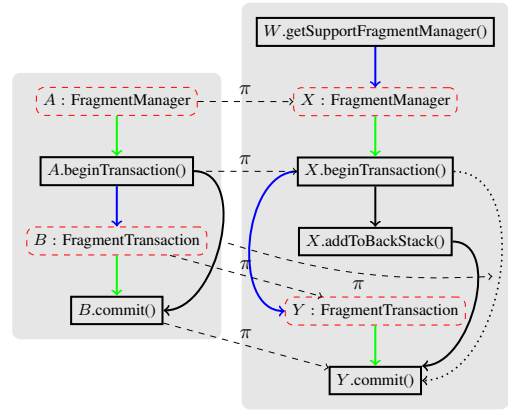 W.getSupportFragmentManager()
A : FragmentManager
π
X : FragmentManager
A.beginTransaction()
π
X.beginTransaction()
B : FragmentTransaction
X.addToBackStack()
π
π
B.commit()
Y : FragmentTransaction
π
Y.commit()